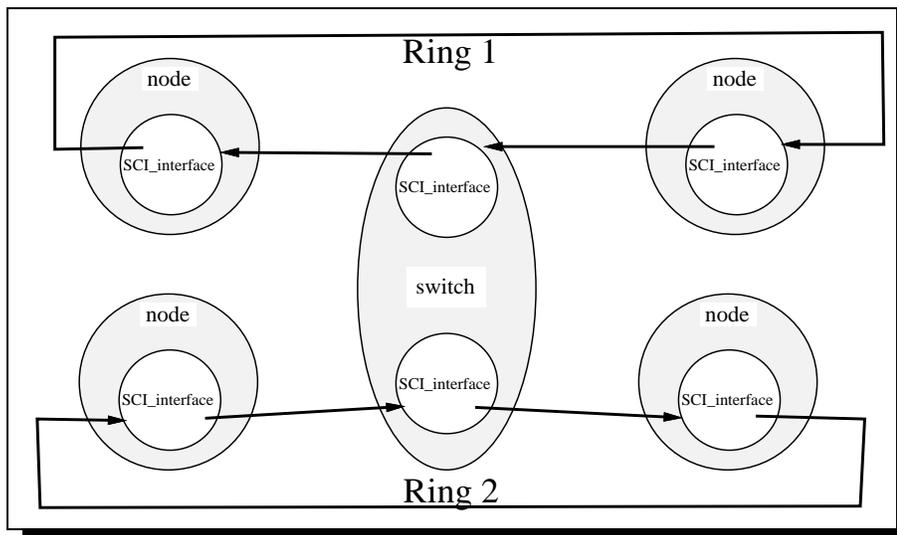 Ring 1
node
node
SCI_interface
SCI_interface
SCI_interface
switch
node
node
SCI_interface
SCI_interface
SCI_interface
Ring 2